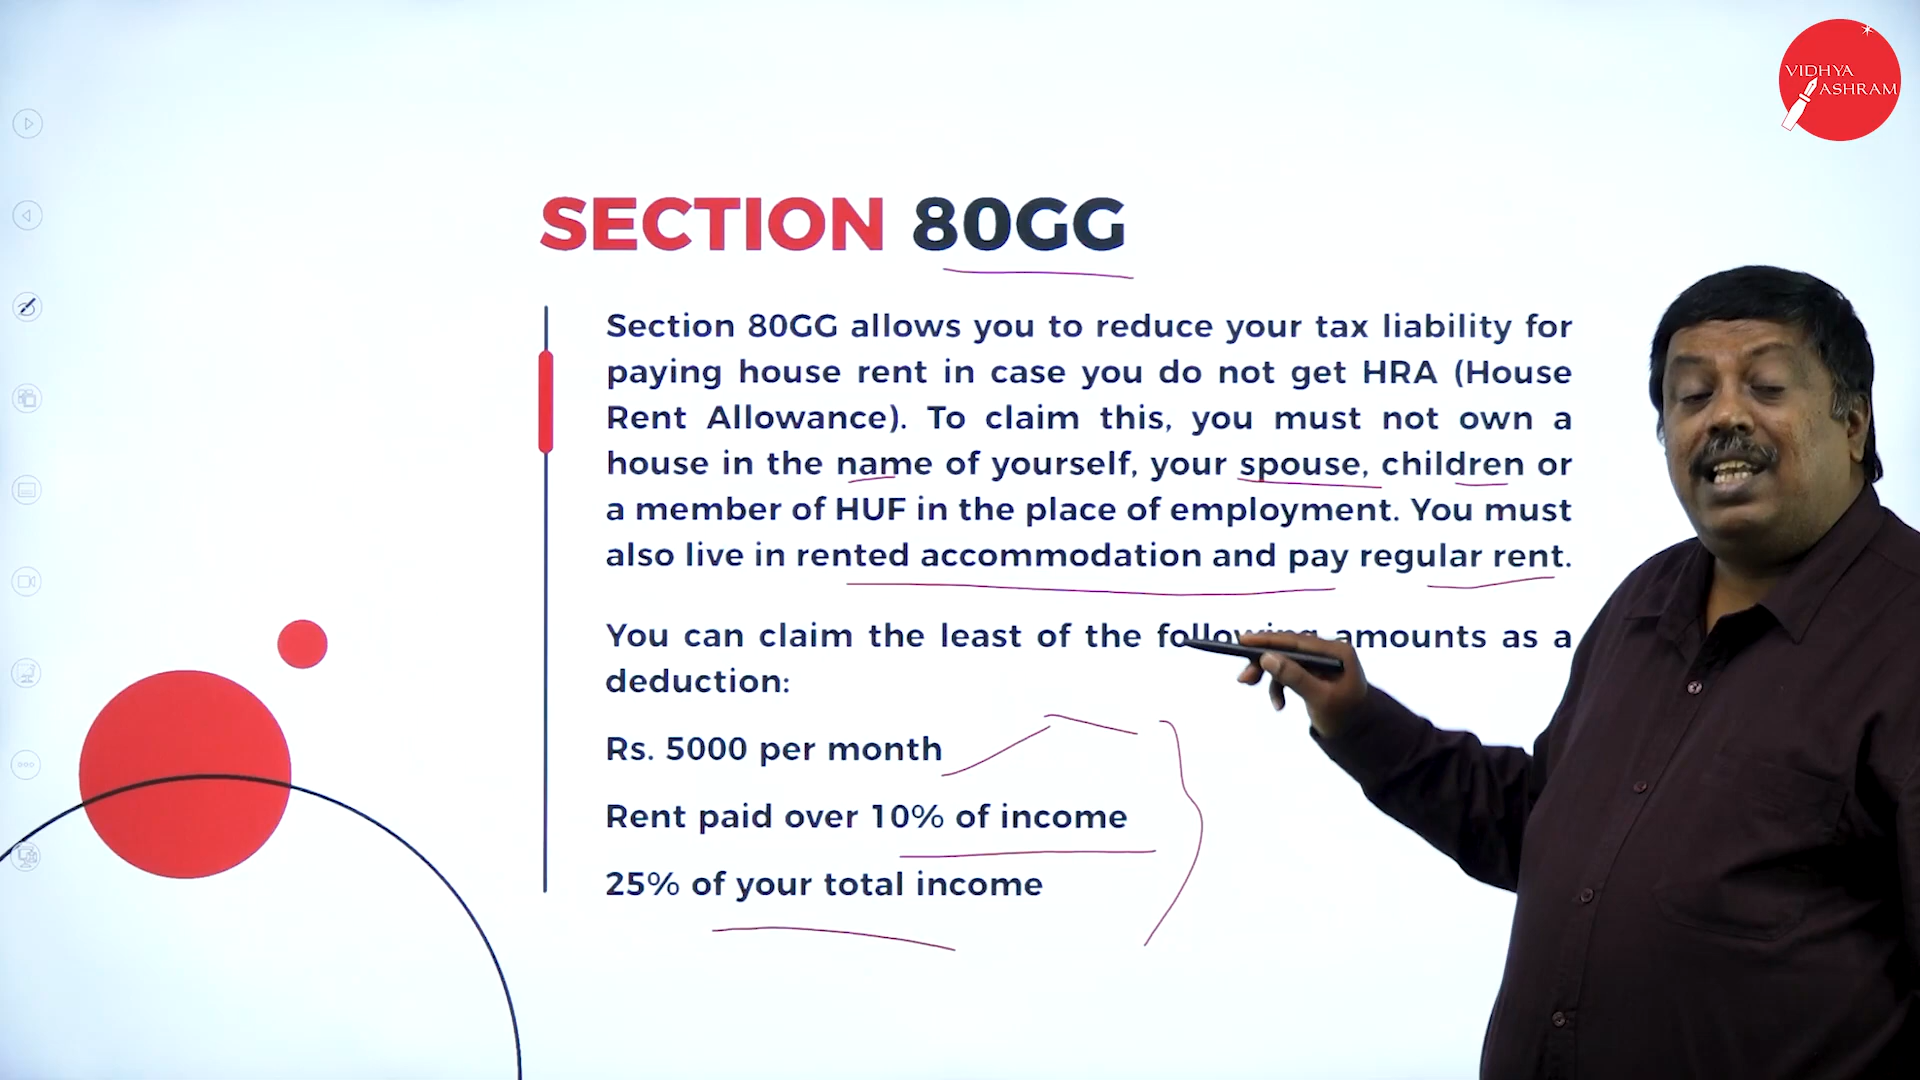 VIDHYA
ASHRAM
SECTION 80GG
Section 80GG allows you to reduce your tax liability for
paying house rent in case you do not get HRA (House
Rent Allowance). To claim this, you must not own a
house in the name of yourself, your spouse, children or
a member of HUF in the place of employment. You must
also live in rented accommodation and pay regular rent.
You can claim the least of the following amounts as a
deduction:
Rs. 5000 per month
Rent paid over 10% of income
25% of your total income